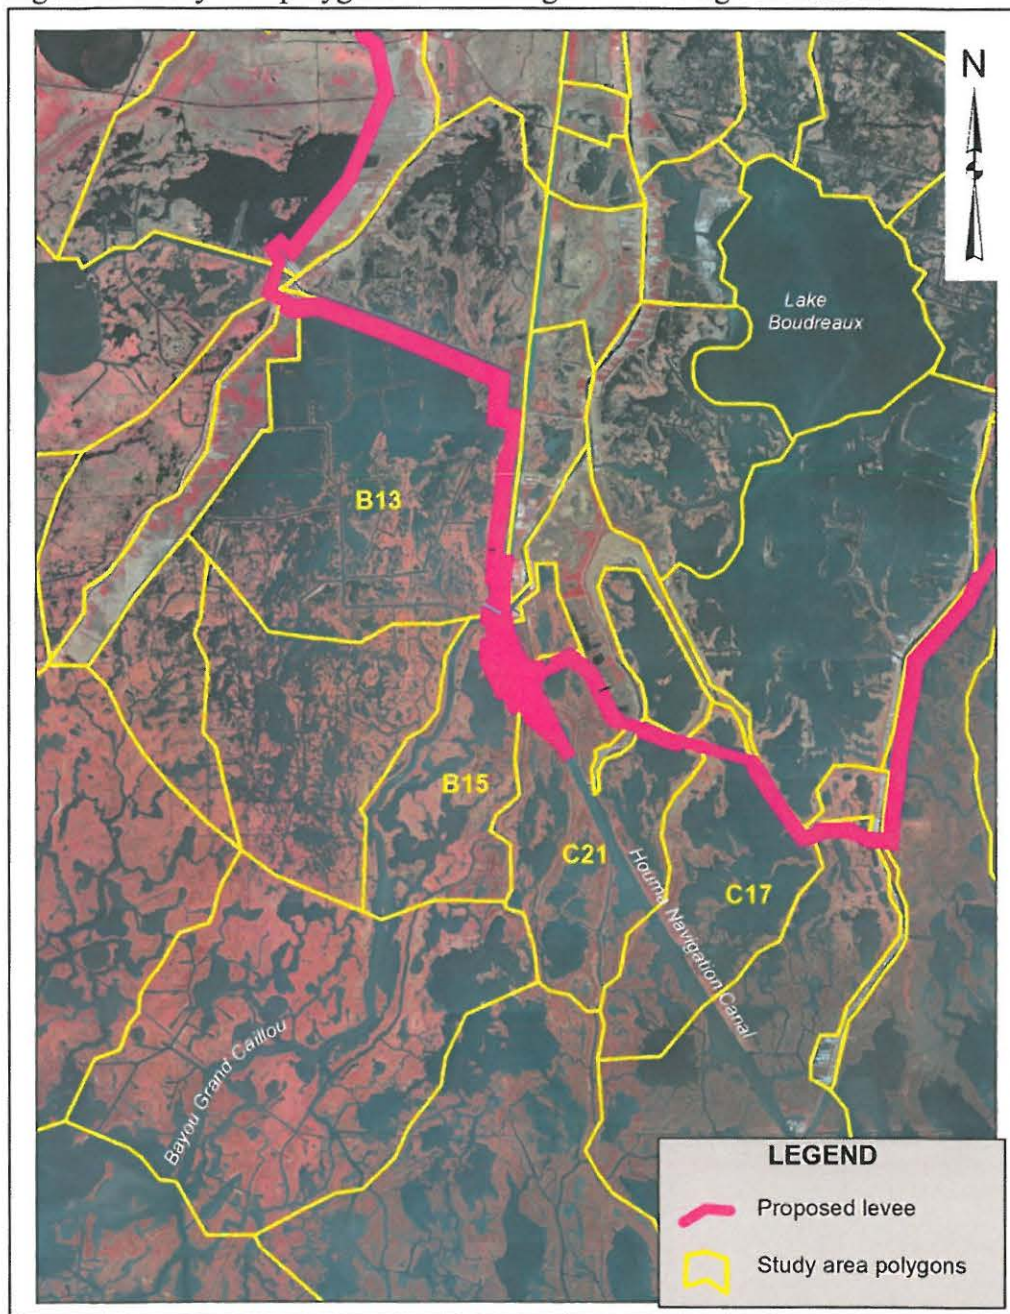 N
Lake
Boudreaux
B13
B15
C21
C17
Houma Navigation Canal
Bayou Grand Caillou
LEGEND
Proposed levee
Study area polygons